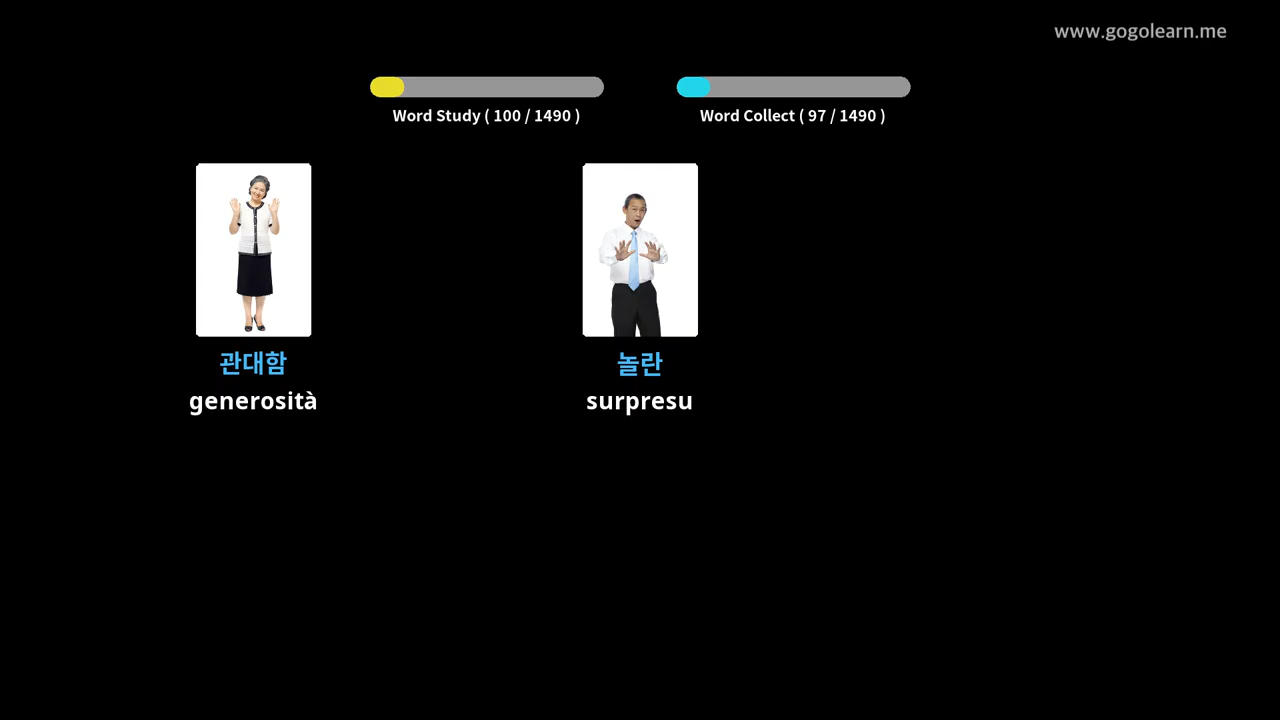 www.gogolearn.me
Word Study ( 100 / 1490 )
Word Collect ( 97 / 1490 )
관대함
generosità
놀란
surpresu